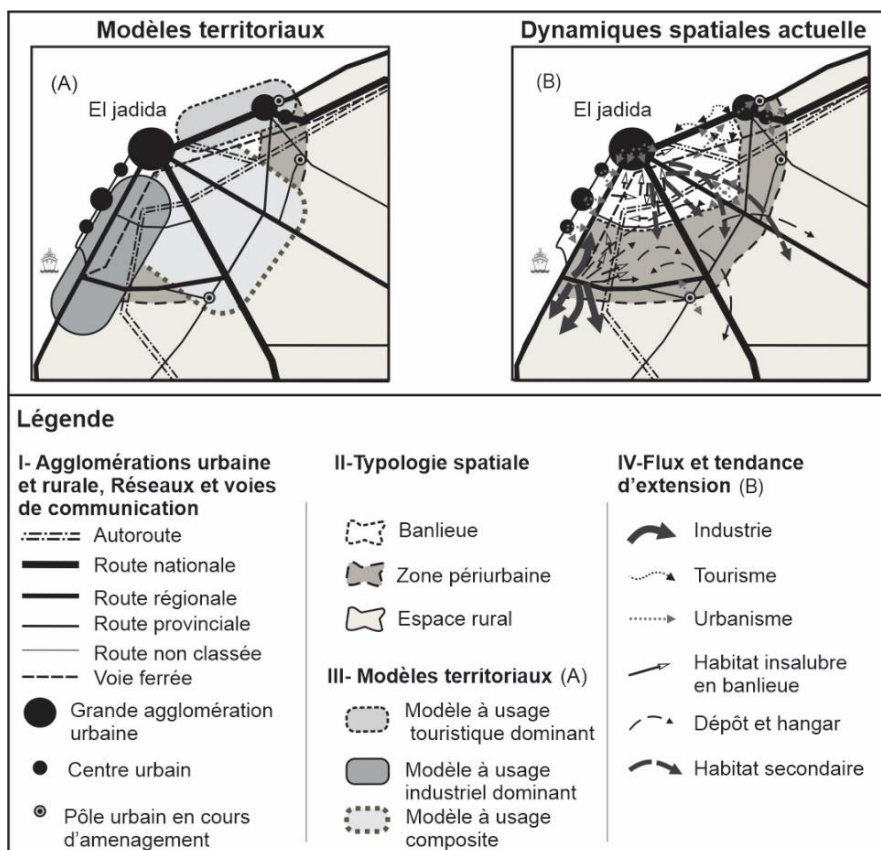 Modèles territoriaux
(A)
El jadida
Dynamiques spatiales actuelle
(B)
El jadida
Légende
I- Agglomérations urbaine
et rurale, Réseaux et voies
de communication
Autoroute
Route nationale
Route régionale
Route provinciale
Route non classée
Voie ferrée
Grande agglomération
urbaine
Centre urbain
Pôle urbain en cours
d'amenagement
II-Typologie spatiale
Banlieue
Zone périurbaine
Espace rural
III- Modèles territoriaux (A)
Modèle à usage
touristique dominant
Modèle à usage
industriel dominant
Modèle à usage
composite
IV-Flux et tendance
d'extension (B)
Industrie
Tourisme
Urbanisme
Habitat insalubre
en banlieue
Dépôt et hangar
Habitat secondaire